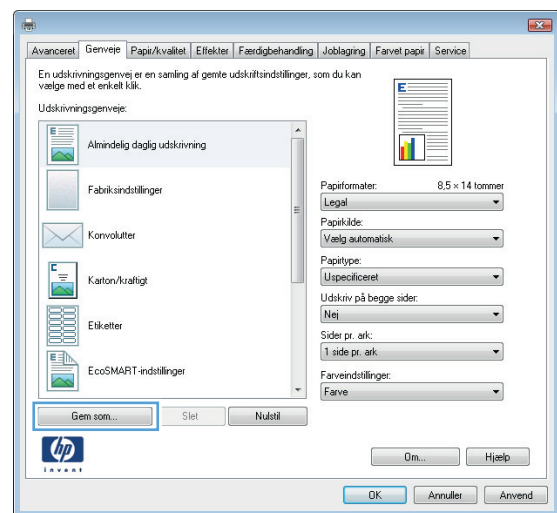 Avanceret Genveje Papir/kvalitet Effekter Færdigbehandling Joblagring Farvet papir Service
En udskrivningsgenvej er en samling af gemte udskriftsindstillinger, som du kan
vælge med et enkelt klik.
Udskrivningsgenveje:
Almindelig daglig udskrivning
Fabriksindstillinger
Konvolutter
Karton/kraftigt
Etiketter
EcoSMART-indstillinger
Gem som... Slet Nulstil
E
Papirformater: 8,5 × 14 tommer
Legal
Papirkilde:
Vælg automatisk
Papirtype:
Uspecificeret
Udskriv på begge sider:
Nej
Sider pr. ark:
1 side pr. ark
Farveindstillinger:
Farve
hp
invent
Om... Hjælp
OK Annuller Anvend